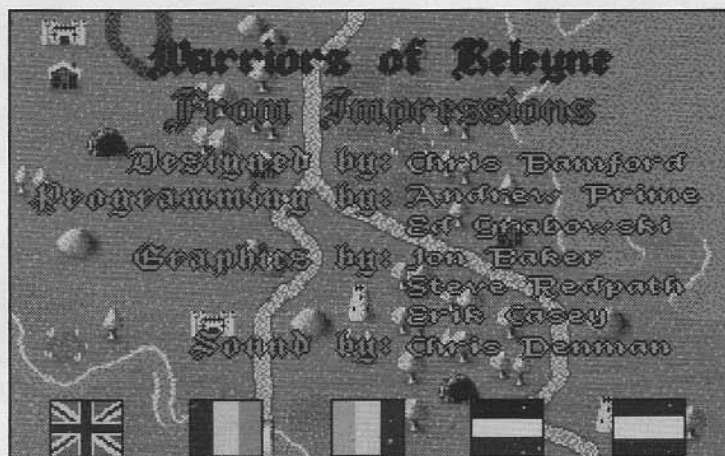 Warriors of Releyne
From Impressions
Designed by: Chris Bamford
Programming by: Andrew Prime
Ed Grabowski
Graphics by: Jon Baker
Steve Redpath
Erik Casey
Sound by: Chris Denman